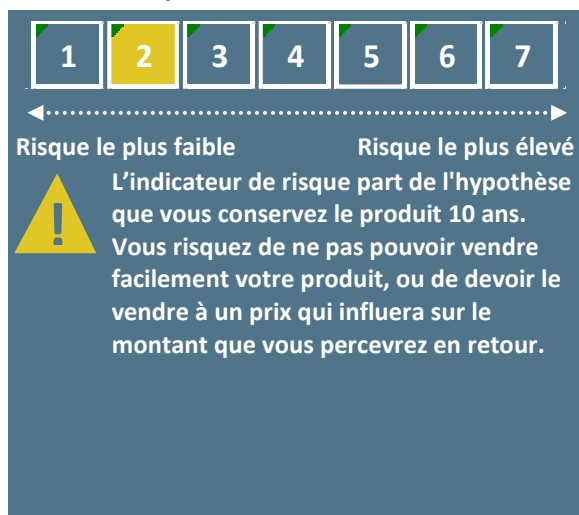 1 2 3 4 5 6 7
Risque le plus faible Risque le plus élevé
! L’indicateur de risque part de l'hypothèse
que vous conservez le produit 10 ans.
Vous risquez de ne pas pouvoir vendre
facilement votre produit, ou de devoir le
vendre à un prix qui influera sur le
montant que vous percevrez en retour.